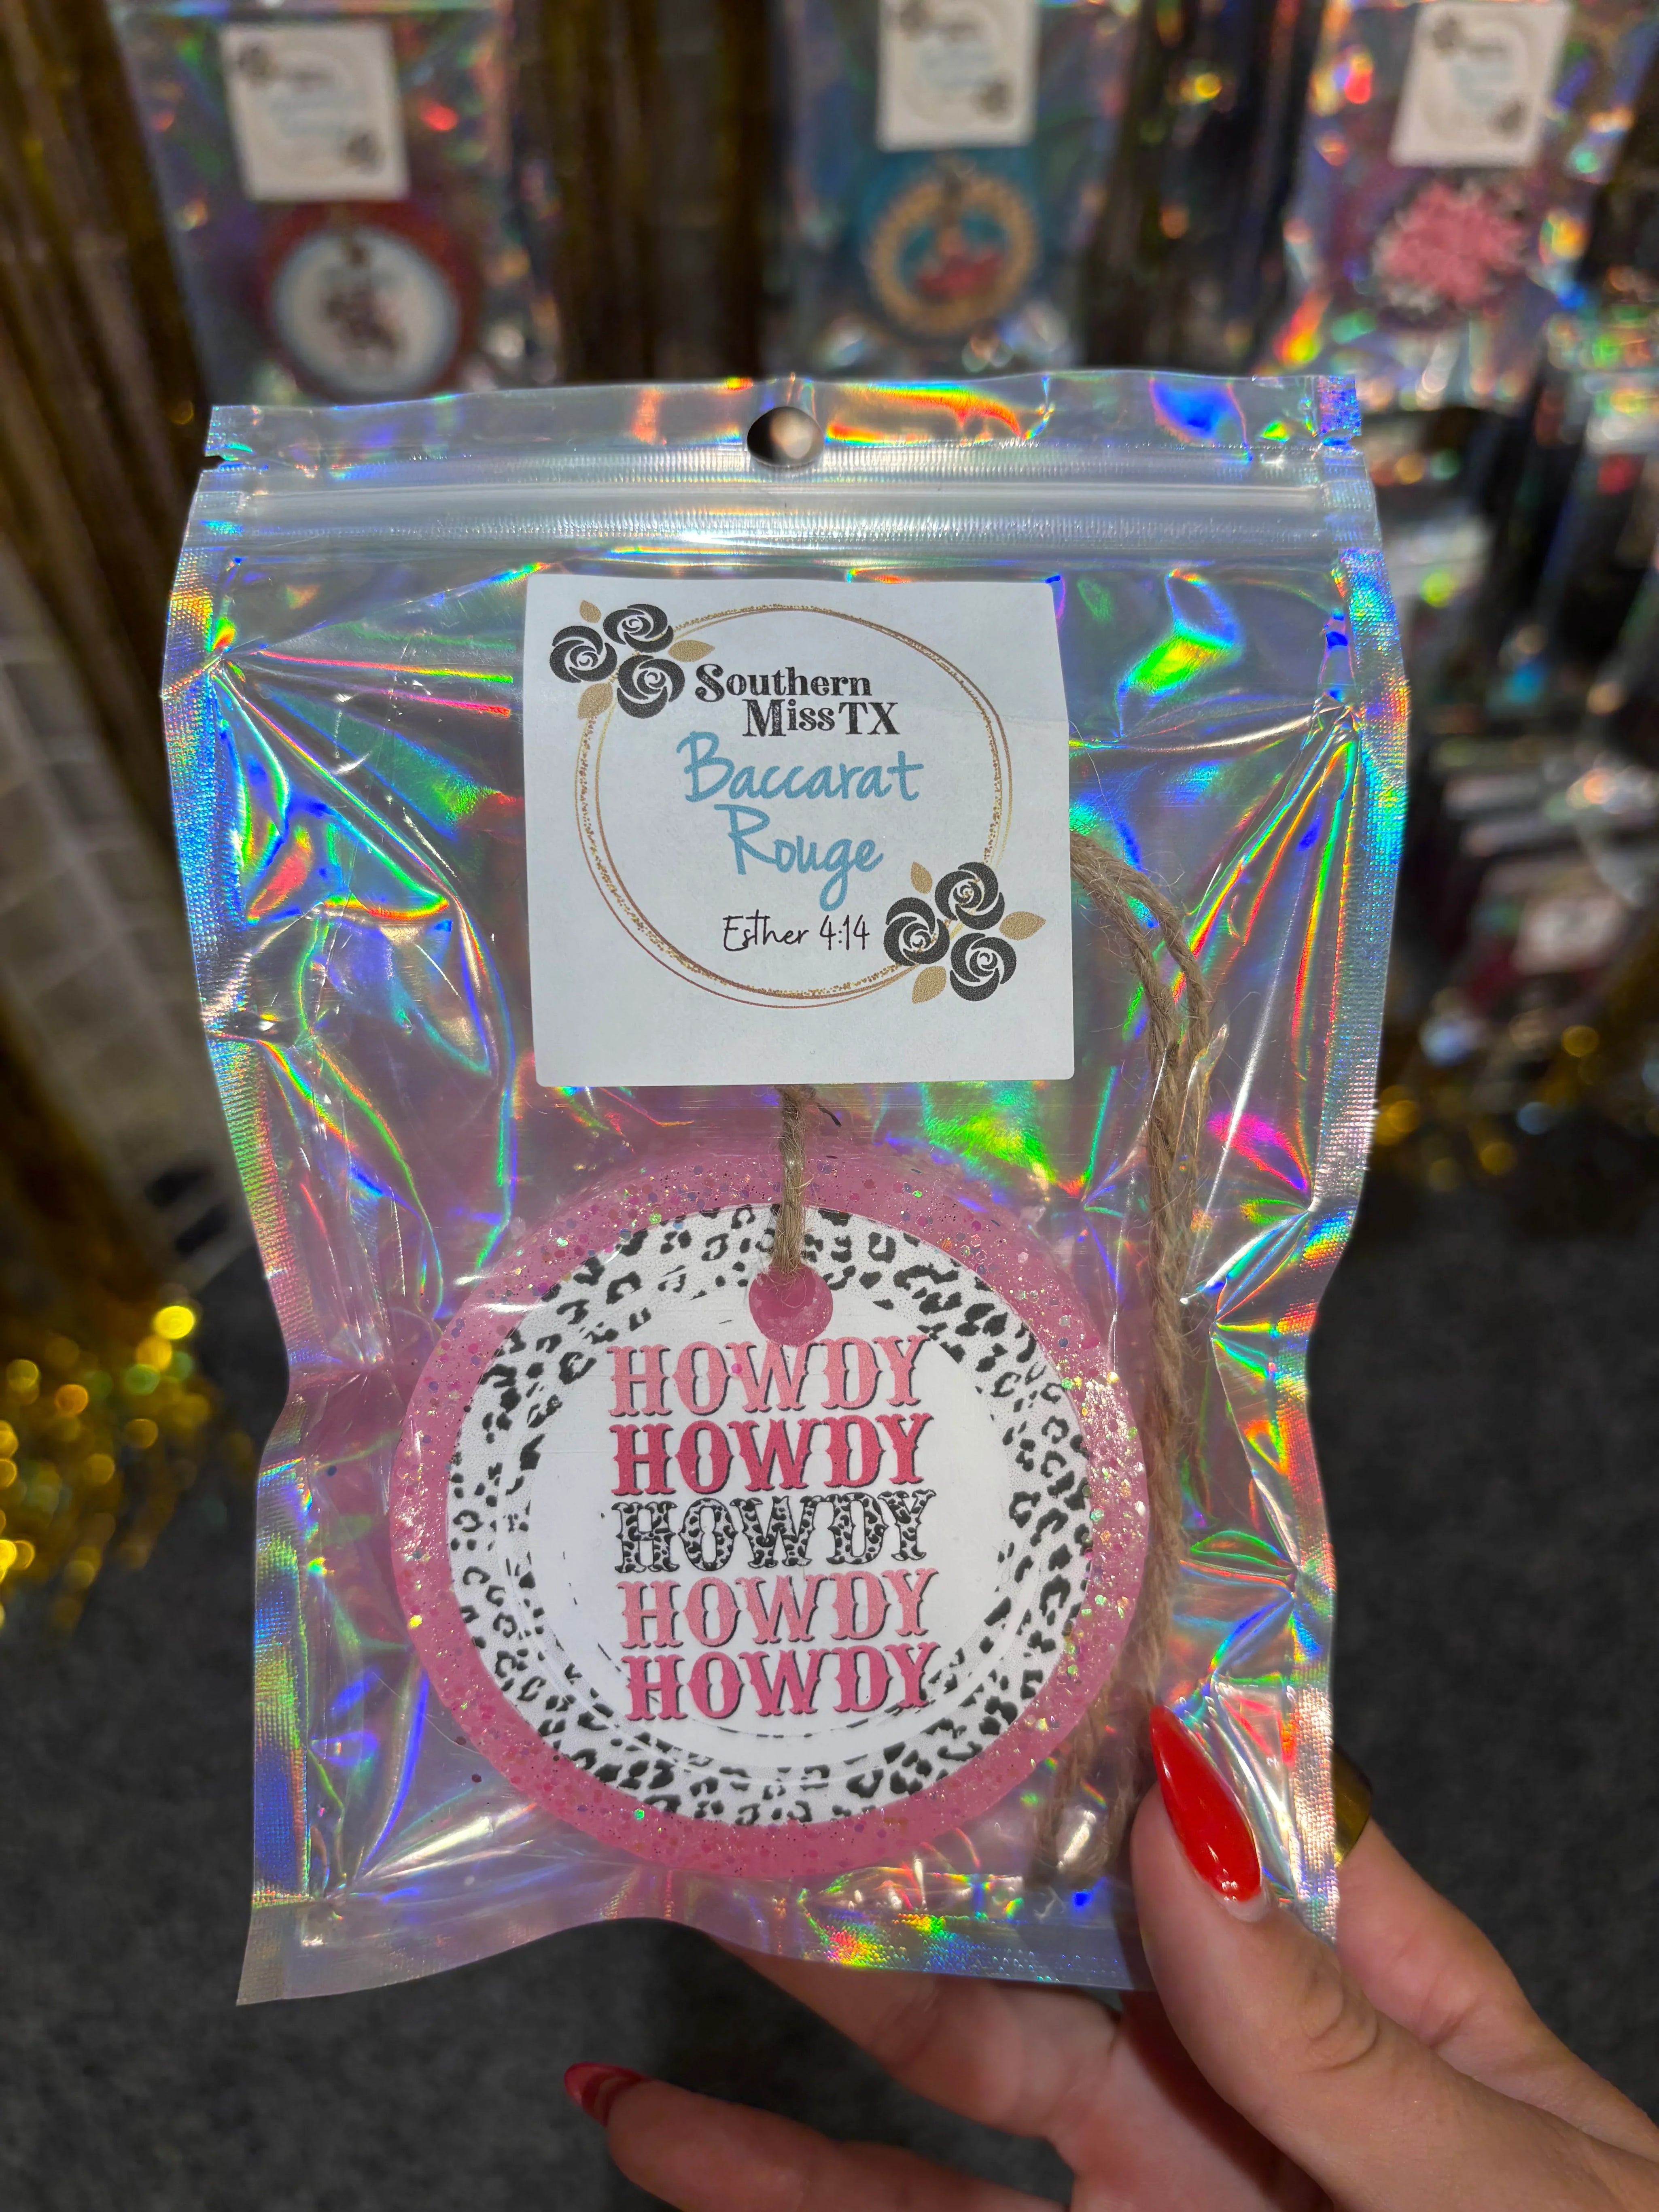 Southern
Miss TX
Baccarat
Rouge
Esther 4:14
HOWDY
HOWDY
HOWDY
HOWDY
HOWDY